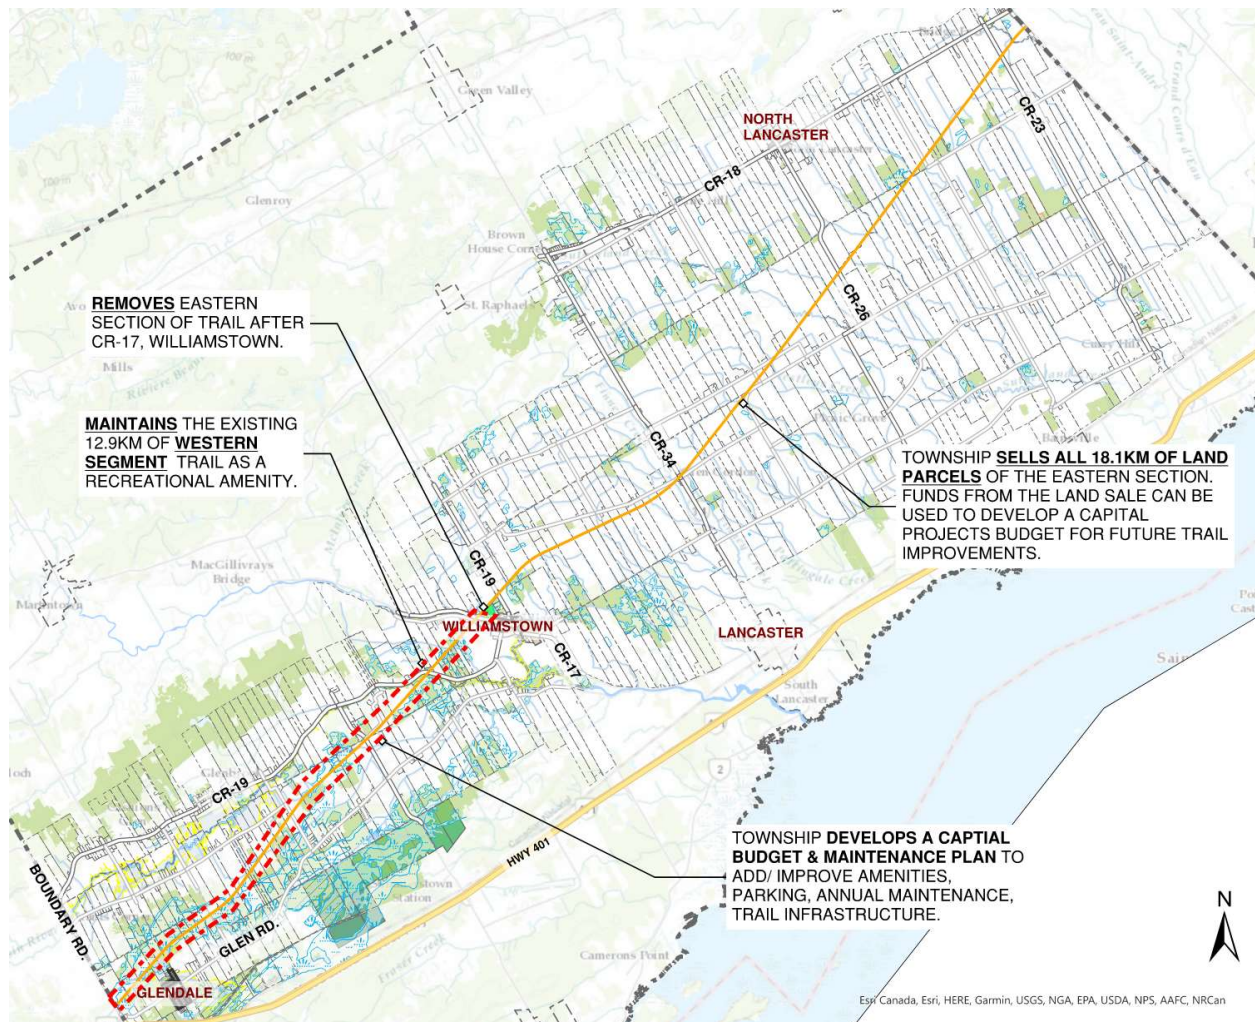 Green Valley
Glenroy
Brown
House Corne
St. Raphaels
NORTH
LANCASTER
CR-18
CR-23
CR-26
REMOVES EASTERN
SECTION OF TRAIL AFTER
CR-17, WILLIAMSTOWN.
Mills
MAINTAINS THE EXISTING
12.9KM OF WESTERN
SEGMENT TRAIL AS A
RECREATIONAL AMENITY.
CR-34
TOWNSHIP SELLS ALL 18.1KM OF LAND
PARCELS OF THE EASTERN SECTION.
FUNDS FROM THE LAND SALE CAN BE
USED TO DEVELOP A CAPITAL
PROJECTS BUDGET FOR FUTURE TRAIL
IMPROVEMENTS.
MacGillivrays
Bridge
CR-19
WILLIAMSTOWN
LANCASTER
CR-17
South
Lancaster
2
CR-19
HWY 401
TOWNSHIP DEVELOPS A CAPTIAL
BUDGET & MAINTENANCE PLAN TO
ADD/ IMPROVE AMENITIES,
PARKING, ANNUAL MAINTENANCE,
TRAIL INFRASTRUCTURE.
BOUNDARY RD.
Station
GLEN RD.
Fraser Creek
Camerons Point
GLENDALE
N
Esri Canada, Esri, HERE, Garmin, USGS, NGA, EPA, USDA, NPS, AAFC, NRCan